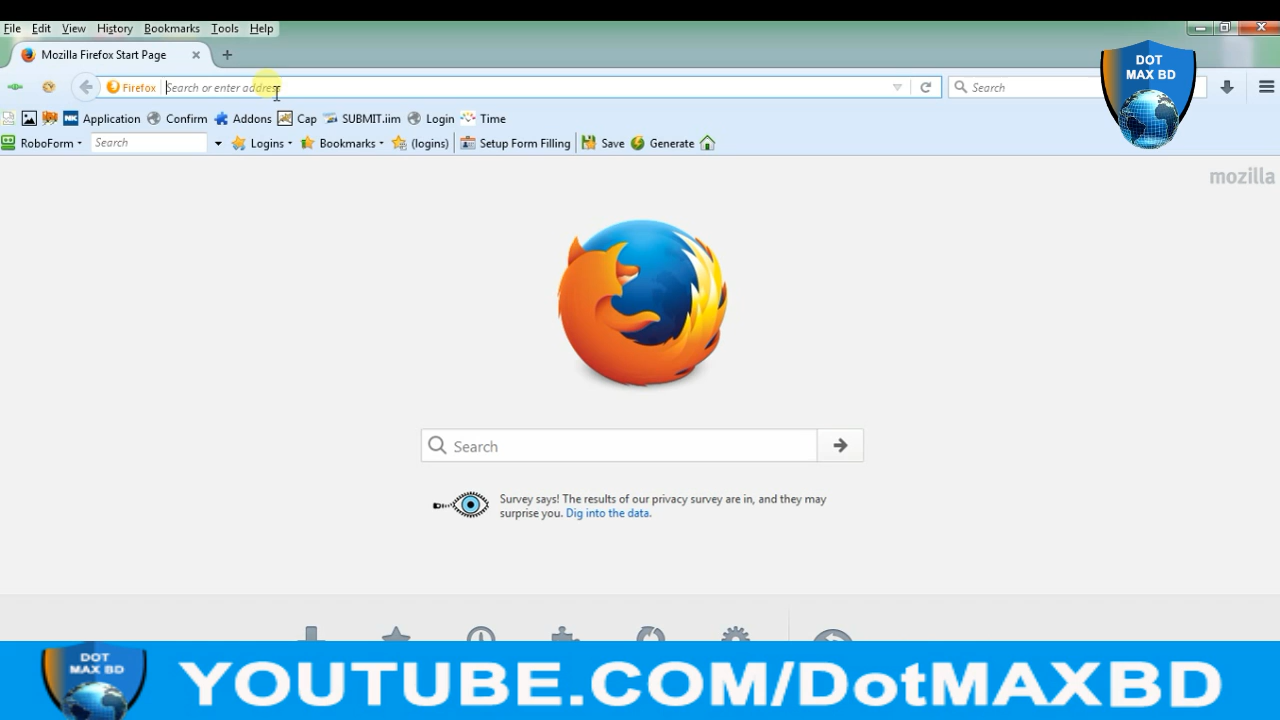 File Edit View History Bookmarks Tools Help
Mozilla Firefox Start Page
Firefox Search or enter address
Search
DOT
MAX BD
NK Application Confirm Addons Cap SUBMIT.iim Login Time
RoboForm Search Logins Bookmarks (logins) Setup Form Filling Save Generate
mozilla
Search
Survey says! The results of our privacy survey are in, and they may
surprise you. Dig into the data.
DOT
MAX BD
YOUTUBE.COM/DotMAXBD